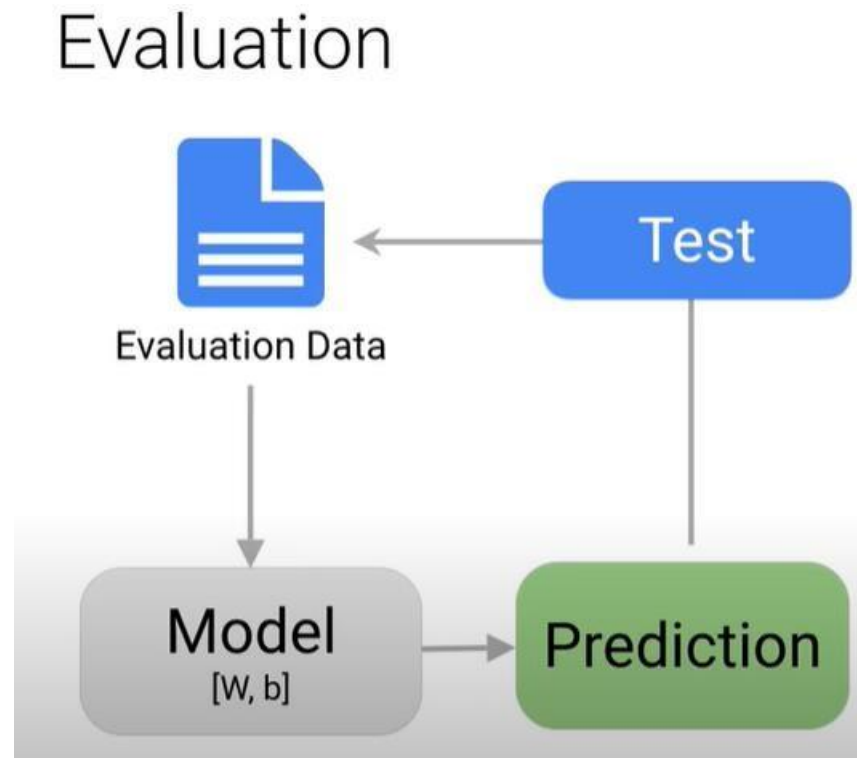 Evaluation
Test
Evaluation Data
Model
[W, b]
Prediction